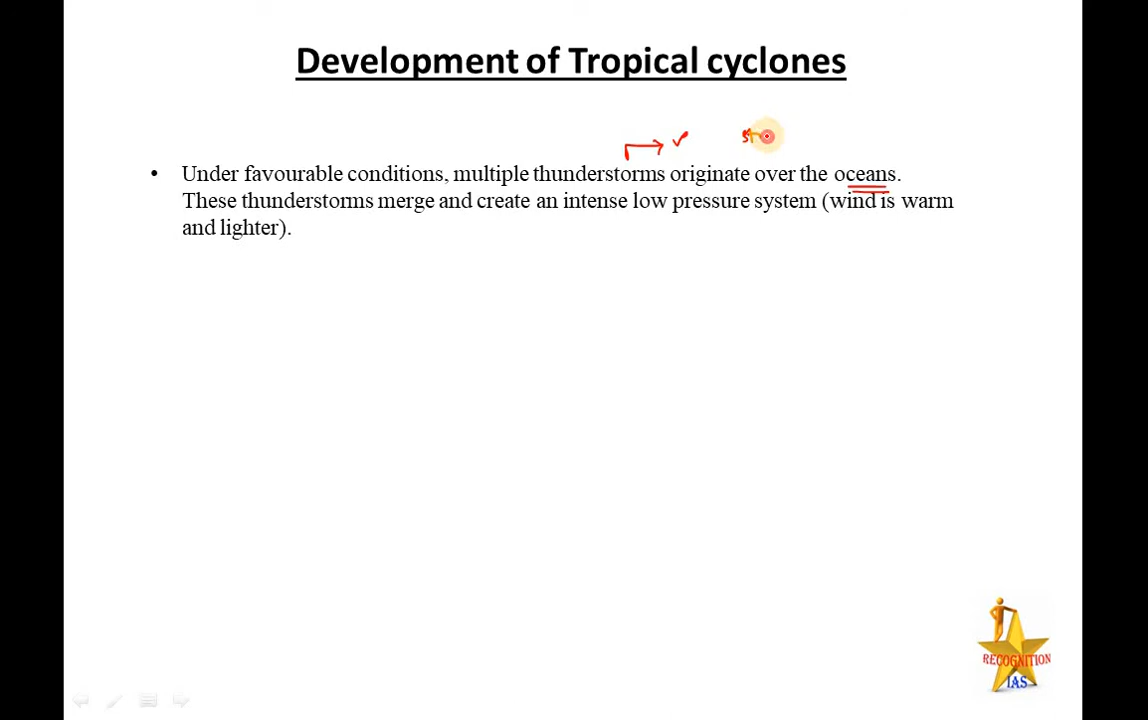 Development of Tropical cyclones
• Under favourable conditions, multiple thunderstorms originate over the oceans.
These thunderstorms merge and create an intense low pressure system (wind is warm
and lighter).
RECOGNITION
IAS